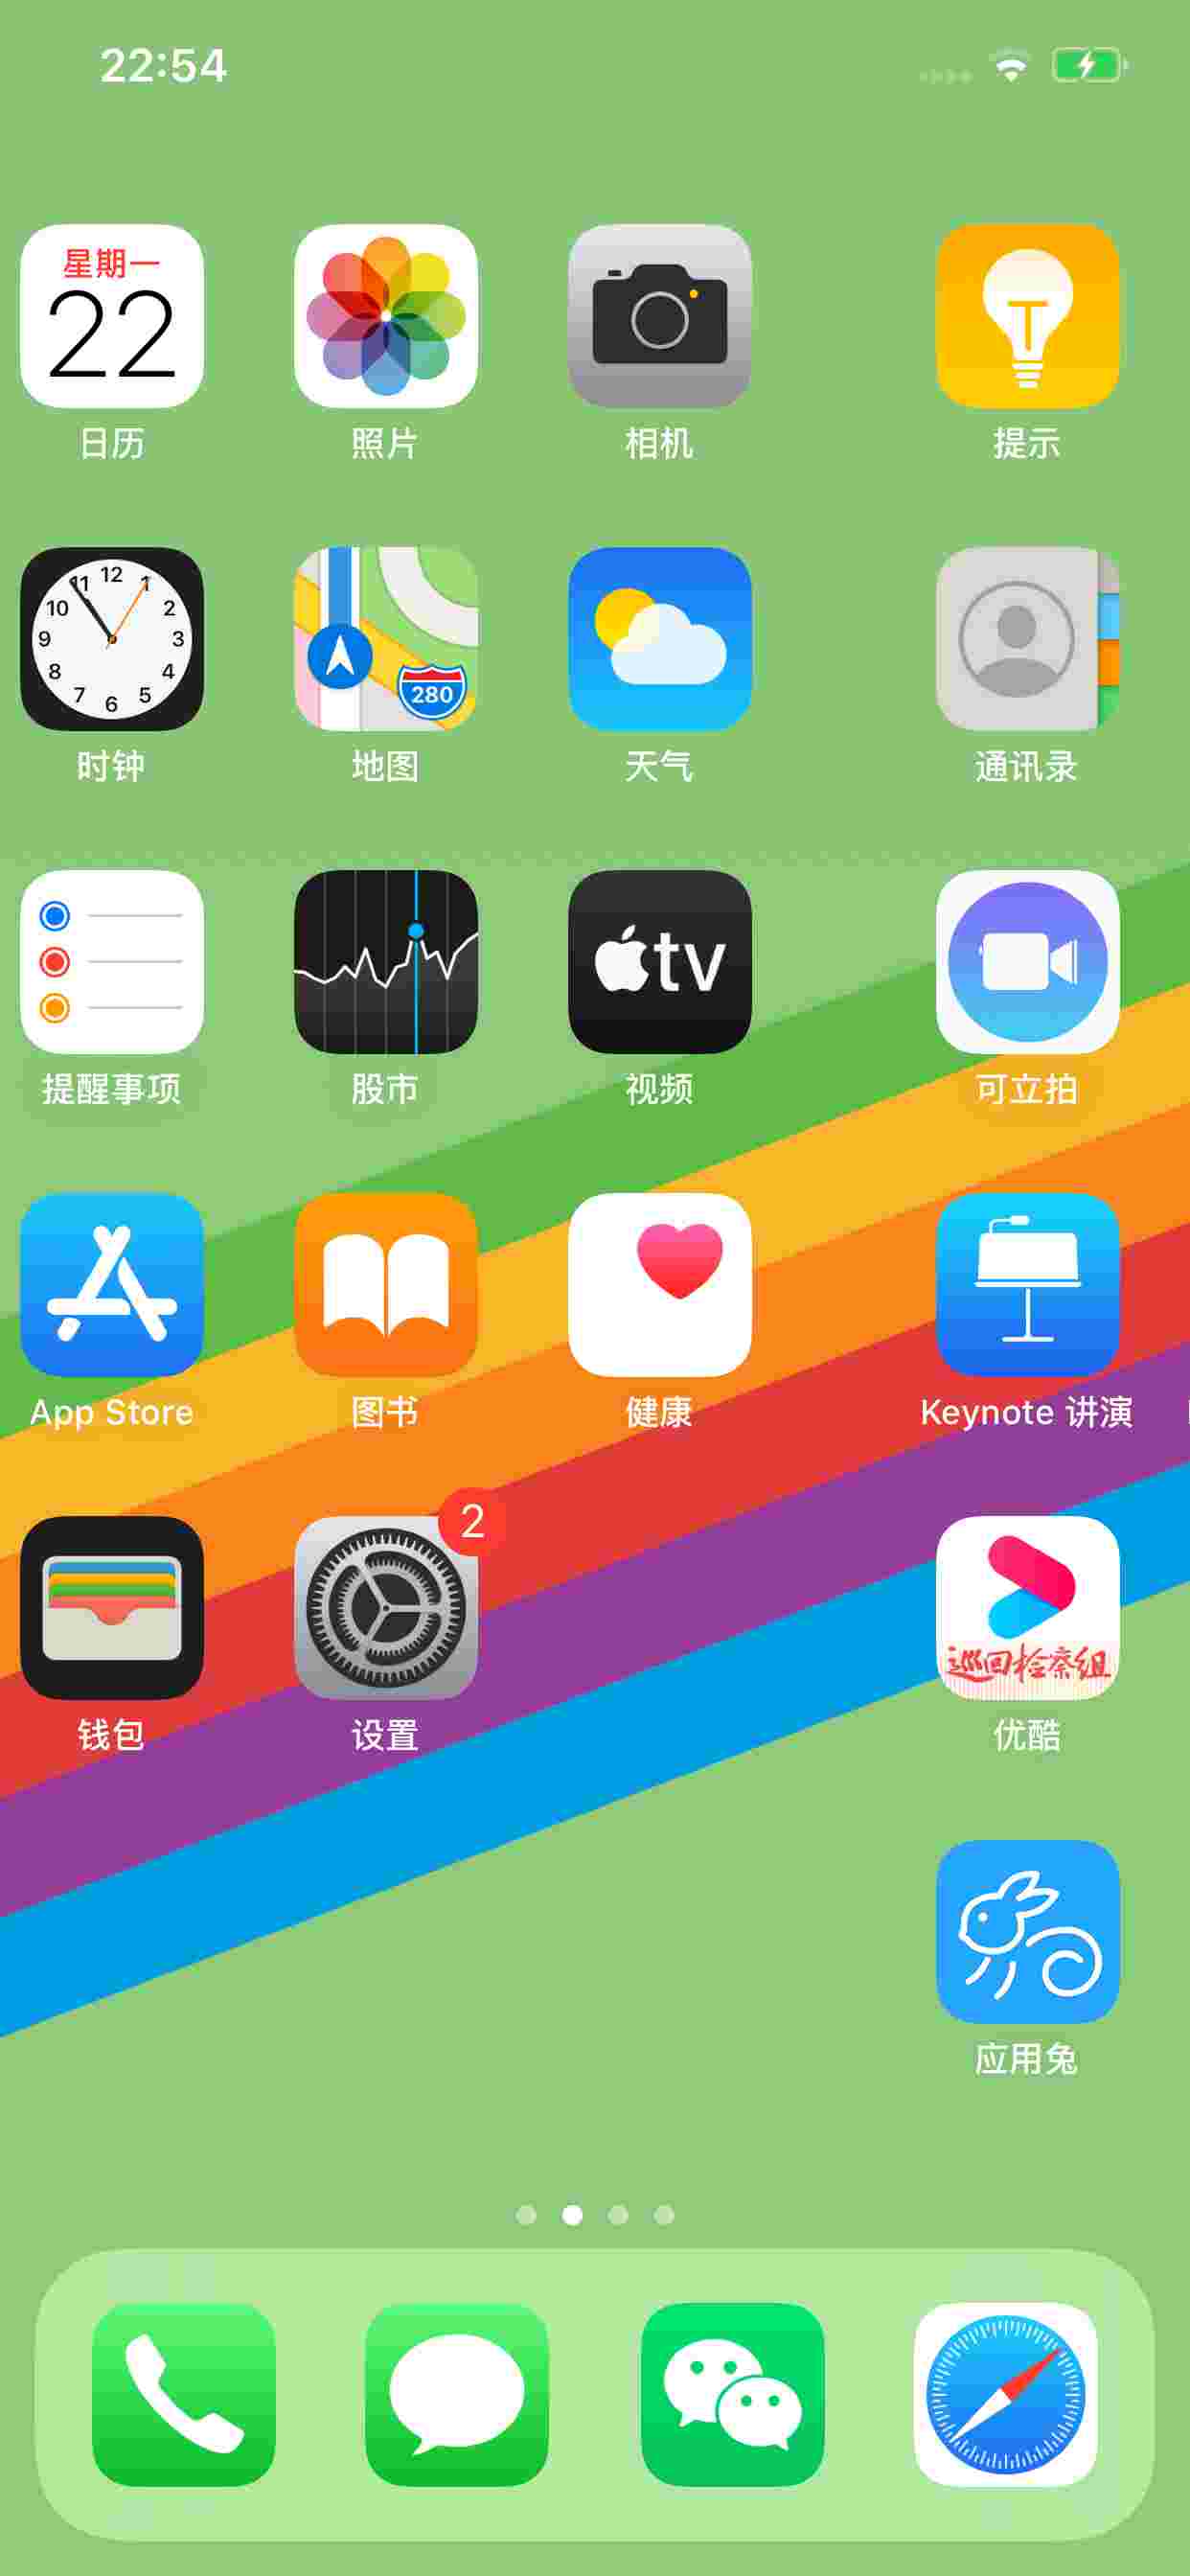 22:54
星期一
22
日历
照片
相机
提示
11 12 1
10 2
9 3
8 4
7 6 5
280
时钟
地图
天气
通讯录
tv
提醒事项
股市
视频
可立拍
App Store
图书
健康
Keynote 讲演
2
巡回检察组
钱包
设置
优酷
应用兔